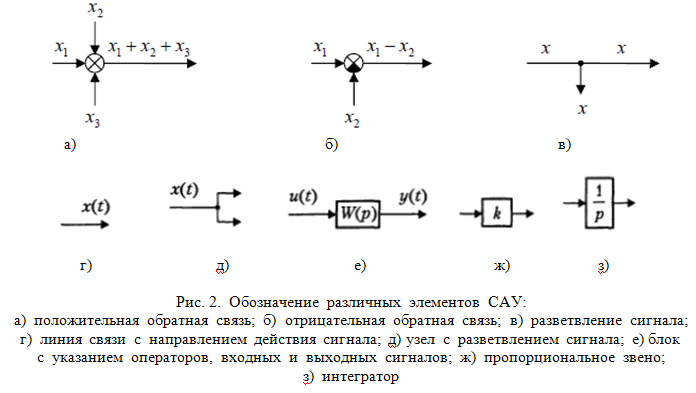 x₂
x₁ x₁ + x₂ + x₃ x₁ x₁ − x₂ x x
x₃ x₂ x
а) б) в)
x(t) x(t) u(t) W(p) y(t) k 1/p
г) д) е) ж) з)
Рис. 2. Обозначение различных элементов САУ:
а) положительная обратная связь; б) отрицательная обратная связь; в) разветвление сигнала;
г) линия связи с направлением действия сигнала; д) узел с разветвлением сигнала; е) блок
с указанием операторов, входных и выходных сигналов; ж) пропорциональное звено;
з) интегратор